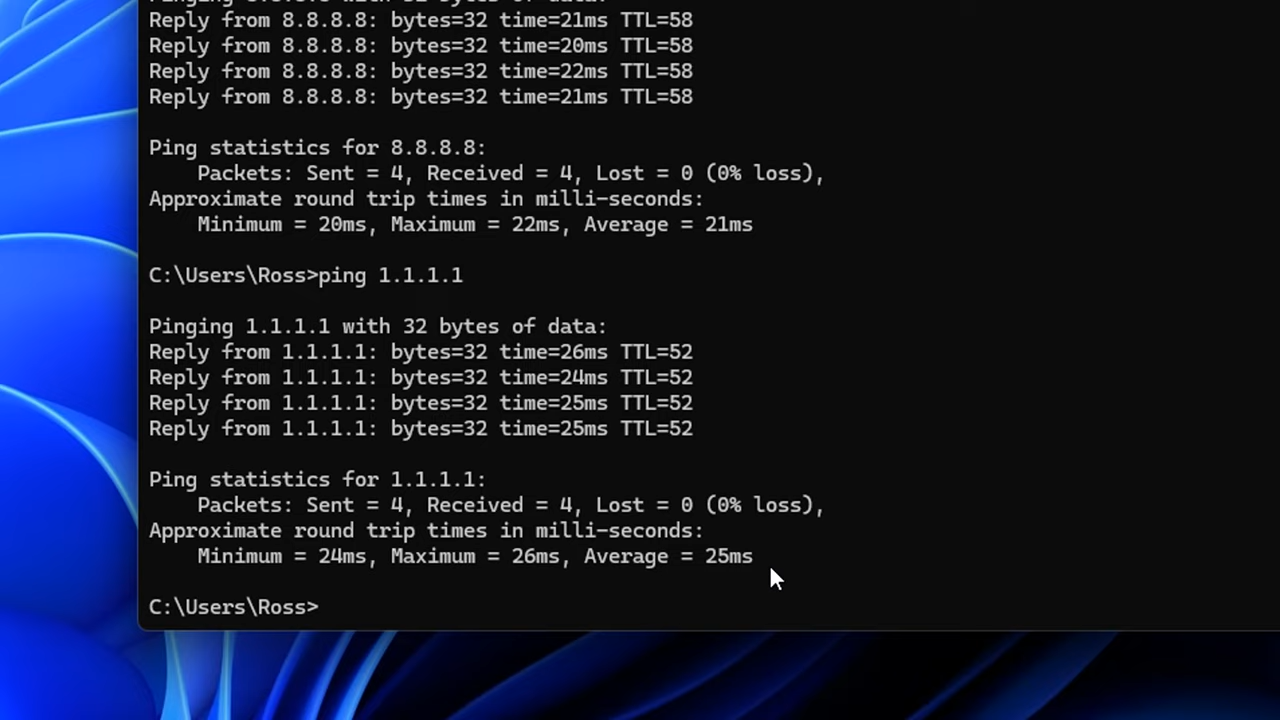 Reply from 8.8.8.8: bytes=32 time=21ms TTL=58
Reply from 8.8.8.8: bytes=32 time=20ms TTL=58
Reply from 8.8.8.8: bytes=32 time=22ms TTL=58
Reply from 8.8.8.8: bytes=32 time=21ms TTL=58
Ping statistics for 8.8.8.8:
Packets: Sent = 4, Received = 4, Lost = 0 (0% loss),
Approximate round trip times in milli-seconds:
Minimum = 20ms, Maximum = 22ms, Average = 21ms
C:\Users\Ross>ping 1.1.1.1
Pinging 1.1.1.1 with 32 bytes of data:
Reply from 1.1.1.1: bytes=32 time=26ms TTL=52
Reply from 1.1.1.1: bytes=32 time=24ms TTL=52
Reply from 1.1.1.1: bytes=32 time=25ms TTL=52
Reply from 1.1.1.1: bytes=32 time=25ms TTL=52
Ping statistics for 1.1.1.1:
Packets: Sent = 4, Received = 4, Lost = 0 (0% loss),
Approximate round trip times in milli-seconds:
Minimum = 24ms, Maximum = 26ms, Average = 25ms
C:\Users\Ross>